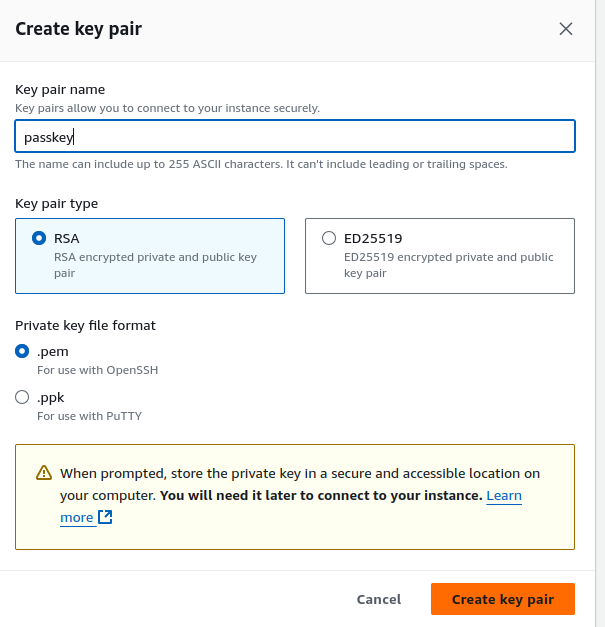 Create key pair
Key pair name
Key pairs allow you to connect to your instance securely.
passkey
The name can include up to 255 ASCII characters. It can't include leading or trailing spaces.
Key pair type
RSA
RSA encrypted private and public key
pair
ED25519
ED25519 encrypted private and public
key pair
Private key file format
.pem
For use with OpenSSH
.ppk
For use with PuTTY
When prompted, store the private key in a secure and accessible location on
your computer. You will need it later to connect to your instance. Learn
more
Cancel
Create key pair